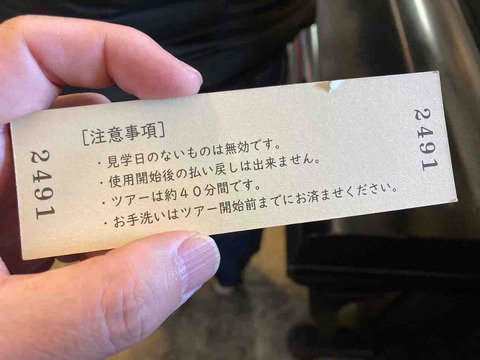 [注意事項]
・見学日のないものは無効です。
・使用開始後の払い戻しは出来ません。
・ツアーは約40分間です。
・お手洗いはツアー開始前までにお済ませください。
2491
2491